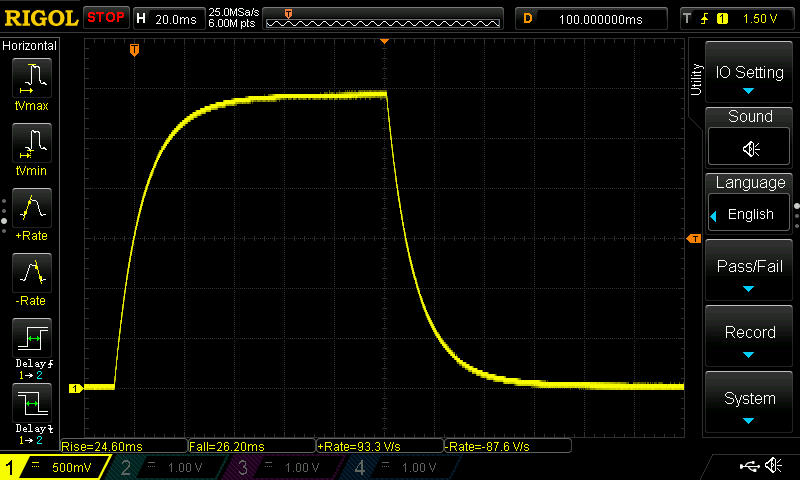 RIGOL STOP H 20.0ms 25.0MSa/s D 100.000000ms T 1 1.50 V
6.00M pts
T
Horizontal
tVmax
tVmin
+Rate
-Rate
Delay
1→2
Delay
1→2
T
1
Utility
IO Setting
Sound
Language
English
Pass/Fail
Record
System
T
Rise=24.60ms Fall=26.20ms +Rate=93.3 V/s -Rate=-87.6 V/s
1 500mV 2 1.00 V 3 1.00 V 4 1.00 V